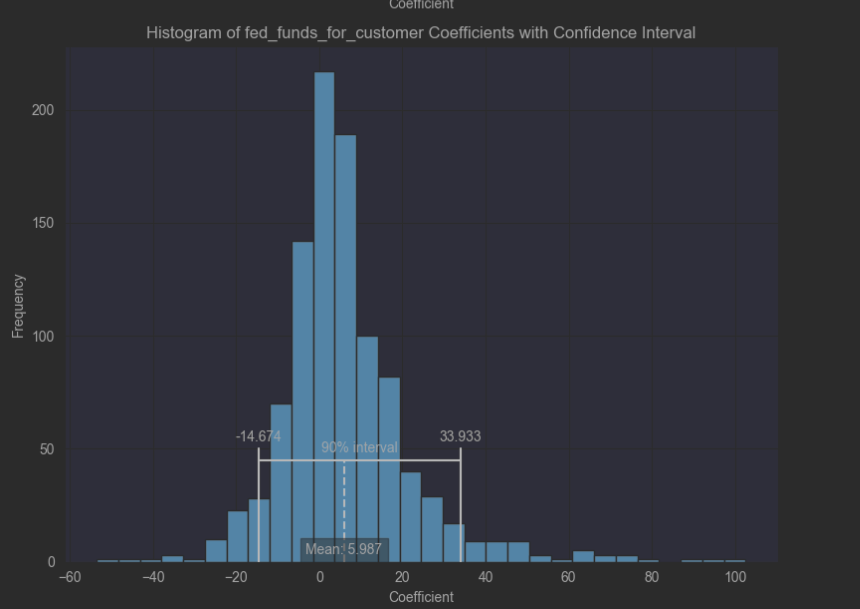 Coefficient
Histogram of fed_funds_for_customer Coefficients with Confidence Interval
200
150
100
50
0
Frequency
-14.674
33.933
90% interval
Mean: 5.987
−60
−40
−20
0
20
40
60
80
100
Coefficient